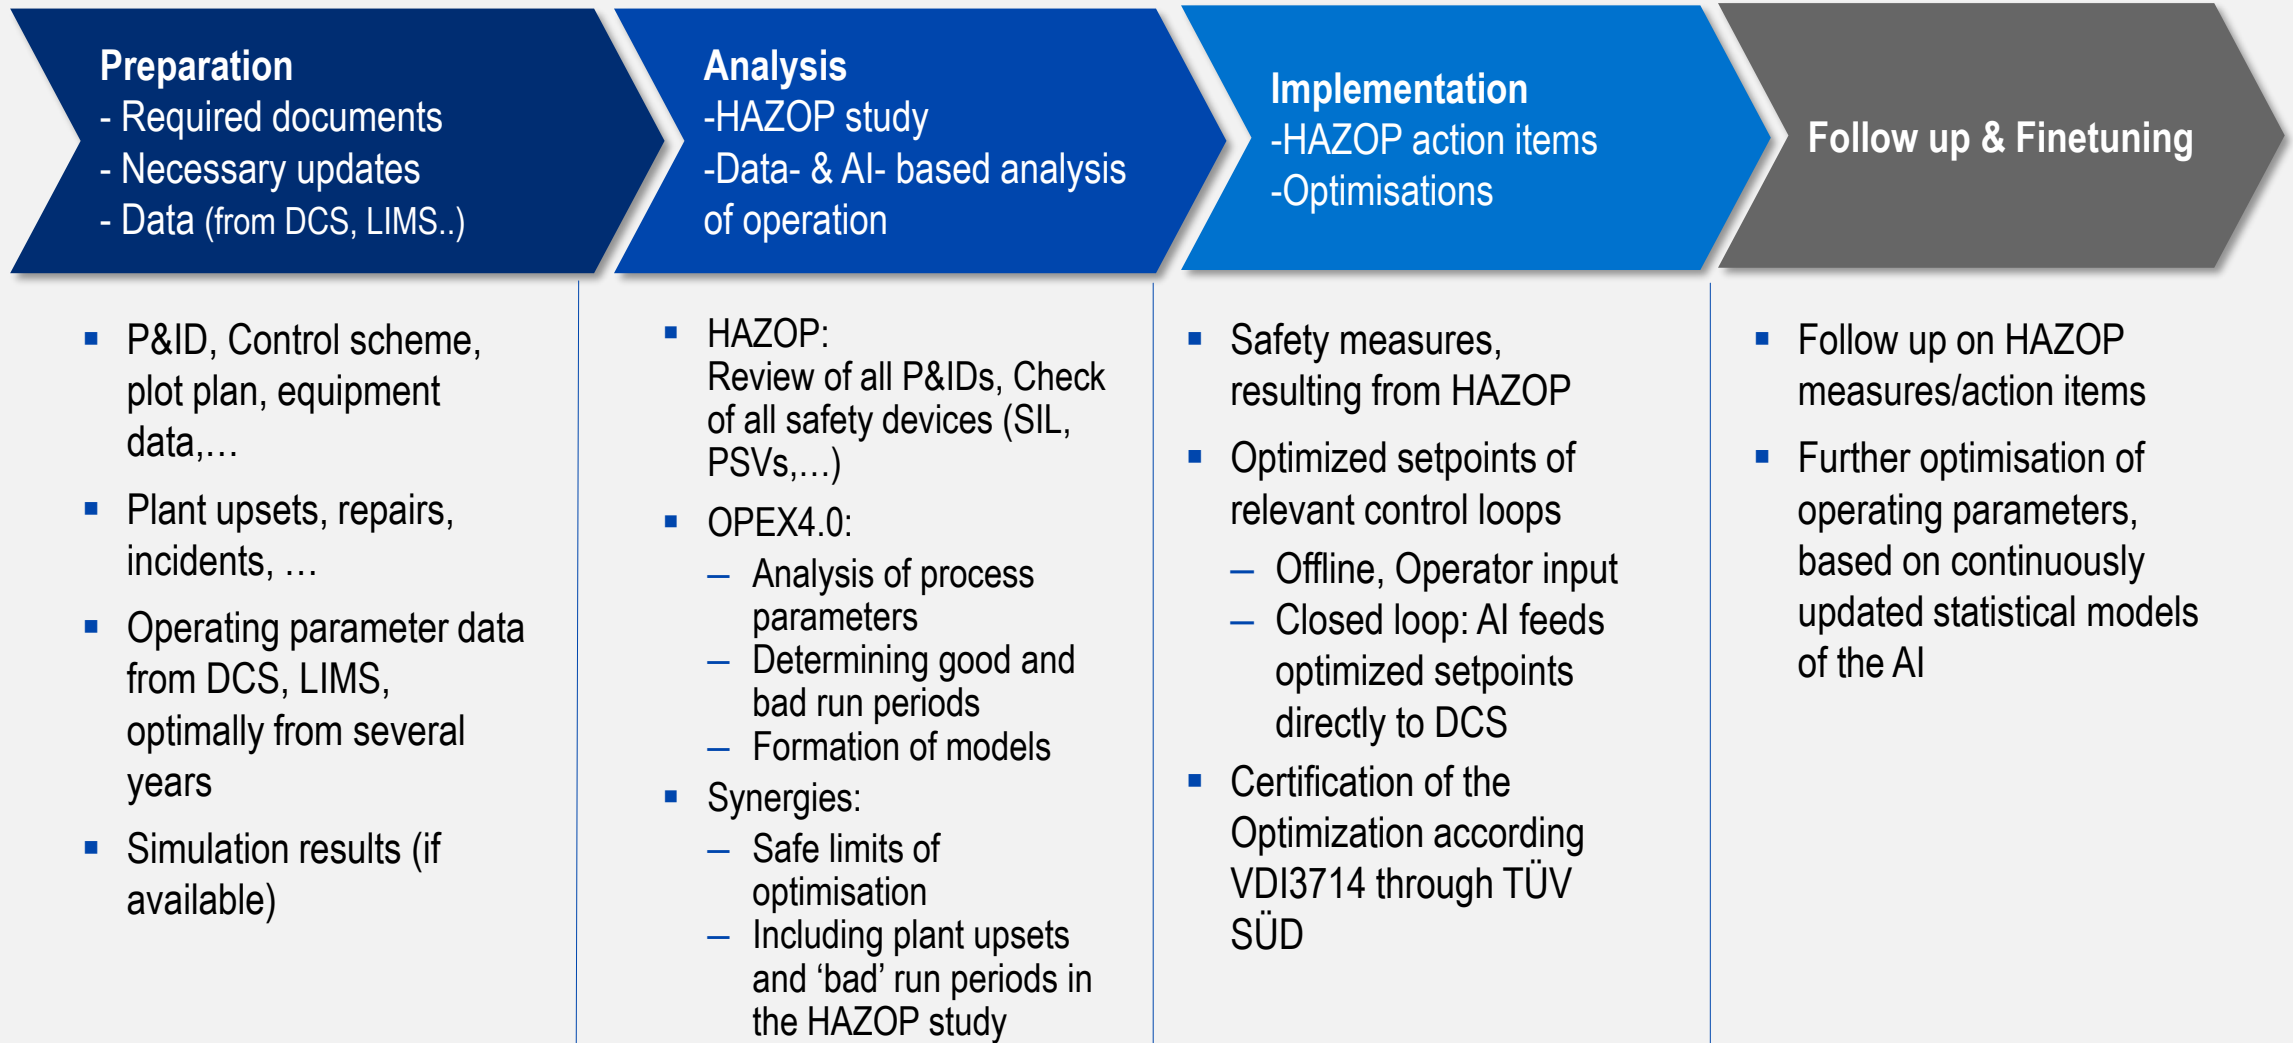 Preparation
- Required documents
- Necessary updates
- Data (from DCS, LIMS..)
Analysis
-HAZOP study
-Data- & AI- based analysis
of operation
Implementation
-HAZOP action items
-Optimisations
Follow up & Finetuning
▪ P&ID, Control scheme,
plot plan, equipment
data,…
▪ Plant upsets, repairs,
incidents, …
▪ Operating parameter data
from DCS, LIMS,
optimally from several
years
▪ Simulation results (if
available)
▪ HAZOP:
Review of all P&IDs, Check
of all safety devices (SIL,
PSVs,…)
▪ OPEX4.0:
– Analysis of process
parameters
– Determining good and
bad run periods
– Formation of models
▪ Synergies:
– Safe limits of
optimisation
– Including plant upsets
and ‘bad’ run periods in
the HAZOP study
▪ Safety measures,
resulting from HAZOP
▪ Optimized setpoints of
relevant control loops
– Offline, Operator input
– Closed loop: AI feeds
optimized setpoints
directly to DCS
▪ Certification of the
Optimization according
VDI3714 through TÜV
SÜD
▪ Follow up on HAZOP
measures/action items
▪ Further optimisation of
operating parameters,
based on continuously
updated statistical models
of the AI